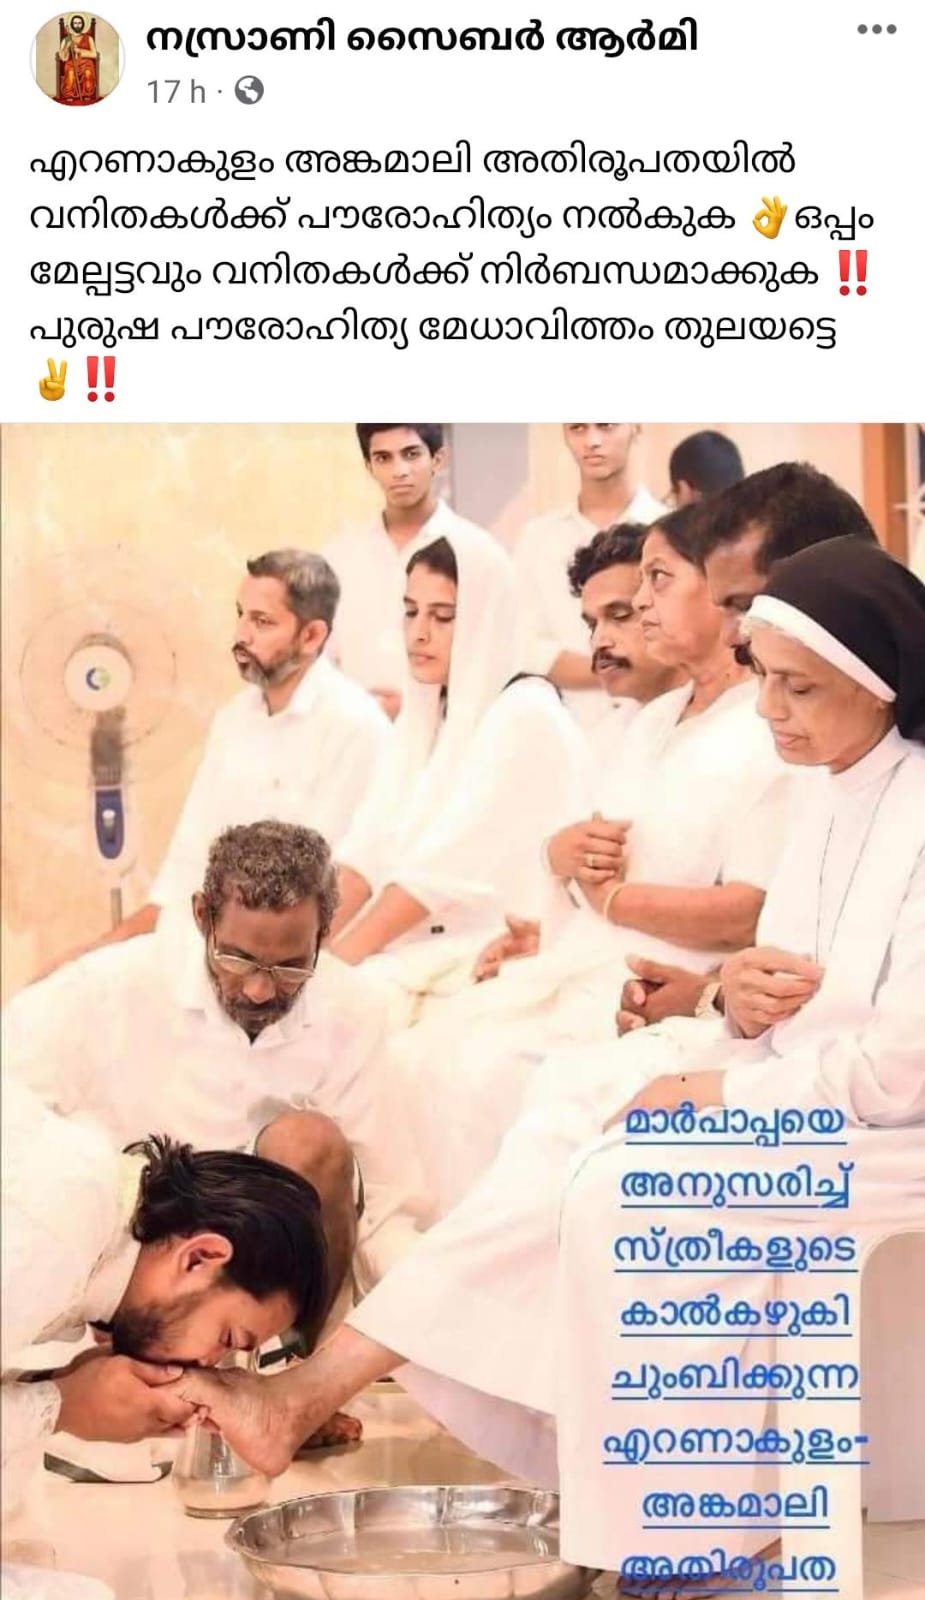 നസ്രാണി സൈബർ ആർമി
17 h ·
എറണാകുളം അങ്കമാലി അതിരൂപതയിൽ
വനിതകൾക്ക് പൗരോഹിത്യം നൽകുക 👌ഒപ്പം
മേല്പട്ടവും വനിതകൾക്ക് നിർബന്ധമാക്കുക ‼️
പുരുഷ പൗരോഹിത്യ മേധാവിത്തം തുലയട്ടെ
✌️‼️
മാർപാപ്പയെ
അനുസരിച്ച്
സ്ത്രീകളുടെ
കാൽകഴുകി
ചുംബിക്കുന്ന
എറണാകുളം-
അങ്കമാലി
അതിരൂപത